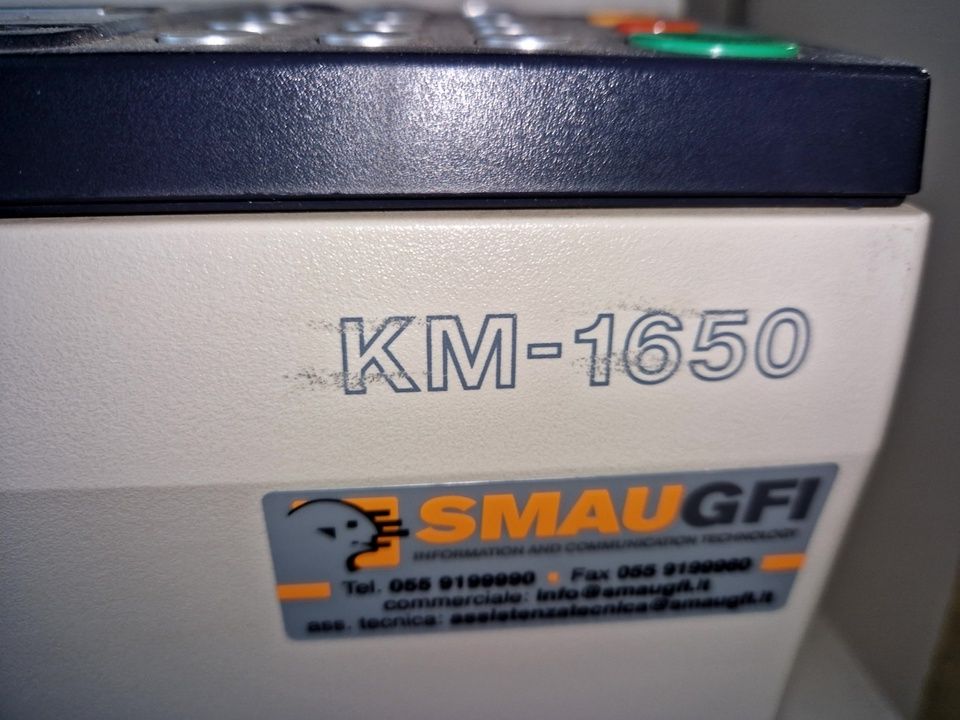 KM-1650
SMAUGFI
INFORMATION AND COMMUNICATION TECHNOLOGY
Tel. 055 9199990 • Fax 055 9199960
commerciale: info@smaugfi.it
ass. tecnica: assistenzatecnica@smaugfi.it